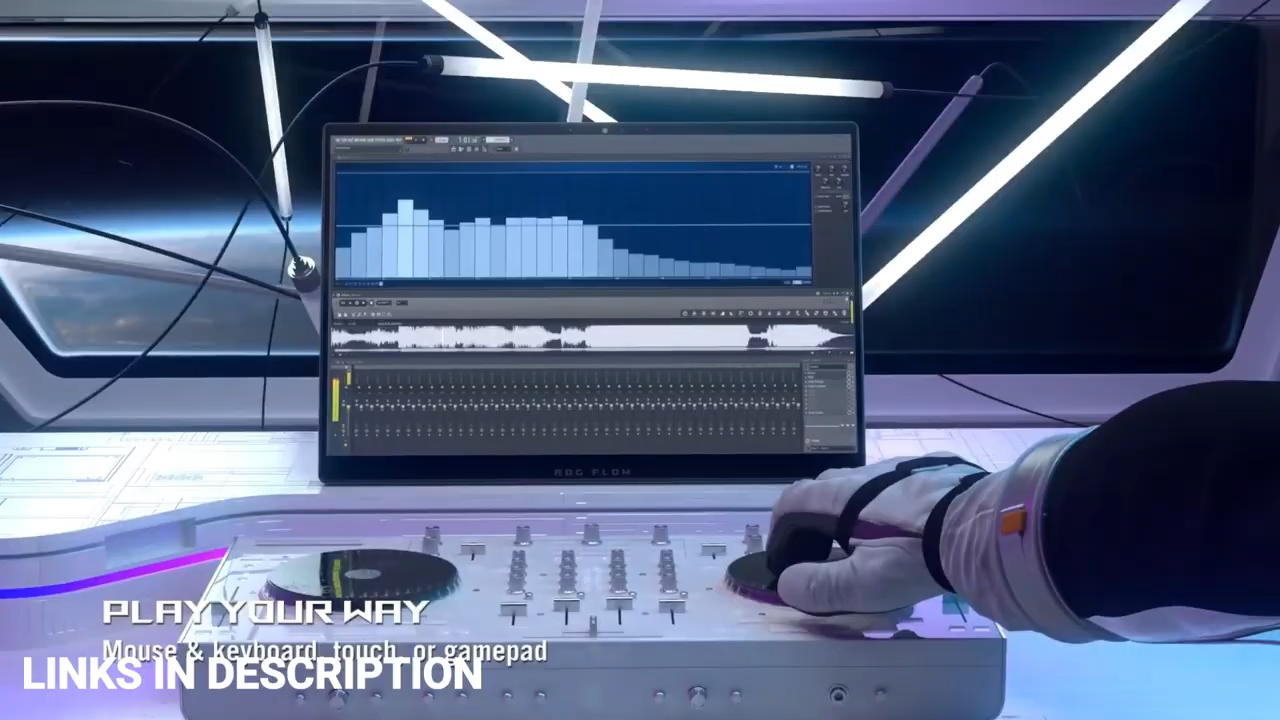 ROG FLOW
PLAY YOUR WAY
Mouse & keyboard, touch, or gamepad
LINKS IN DESCRIPTION